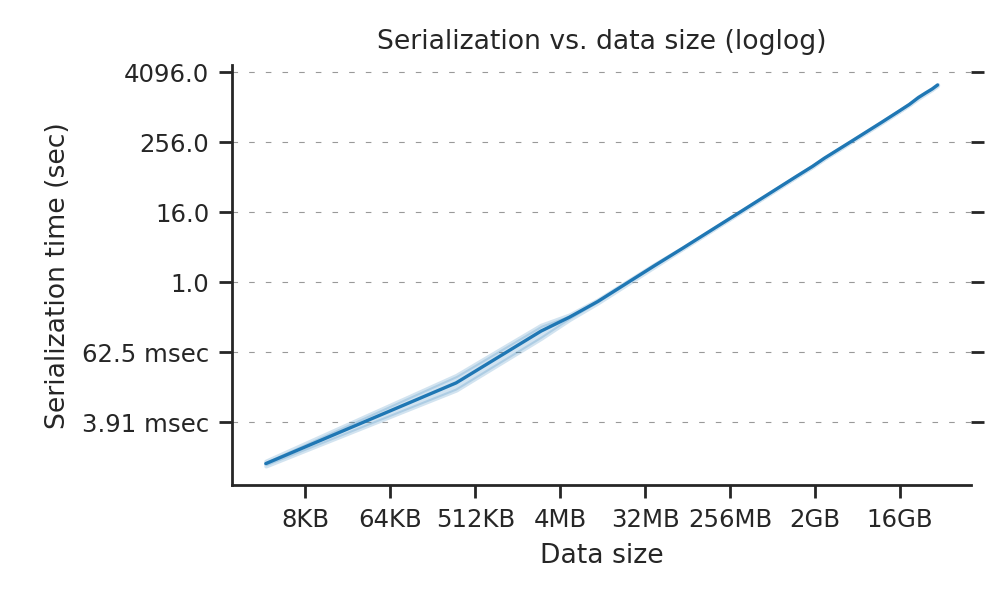 Serialization vs. data size (loglog)
4096.0
256.0
16.0
1.0
62.5 msec
3.91 msec
Serialization time (sec)
8KB 64KB 512KB 4MB 32MB 256MB 2GB 16GB
Data size